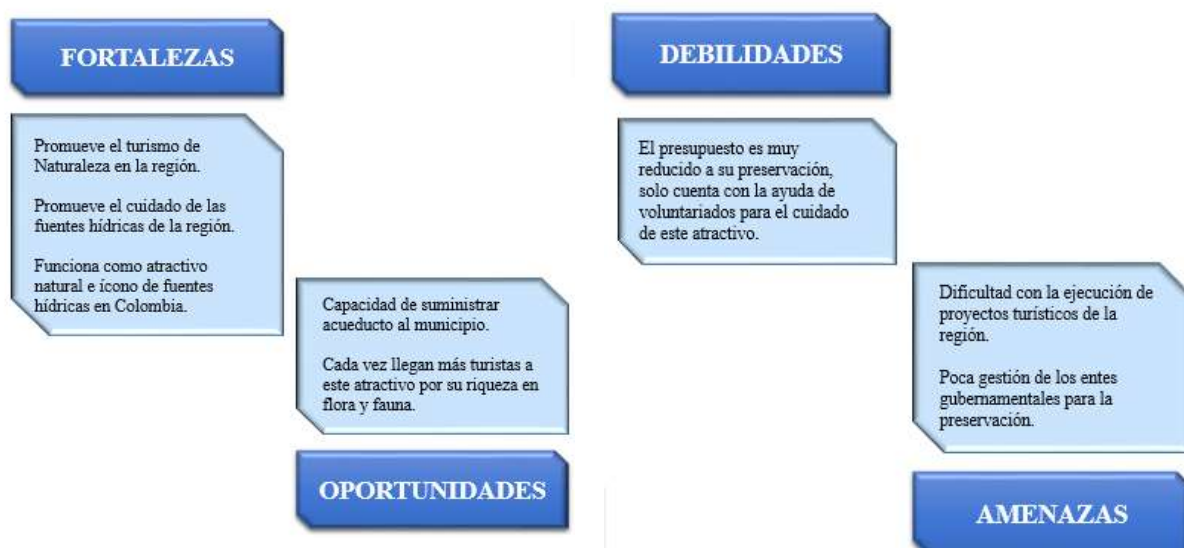 FORTALEZAS
Promueve el turismo de
Naturaleza en la región.
Promueve el cuidado de las
fuentes hídricas de la región.
Funciona como atractivo
natural e ícono de fuentes
hídricas en Colombia.
Capacidad de suministrar
acueducto al municipio.
Cada vez llegan más turistas a
este atractivo por su riqueza en
flora y fauna.
OPORTUNIDADES
DEBILIDADES
El presupuesto es muy
reducido a su preservación,
solo cuenta con la ayuda de
voluntariados para el cuidado
de este atractivo.
Dificultad con la ejecución de
proyectos turísticos de la
región.
Poca gestión de los entes
gubernamentales para la
preservación.
AMENAZAS